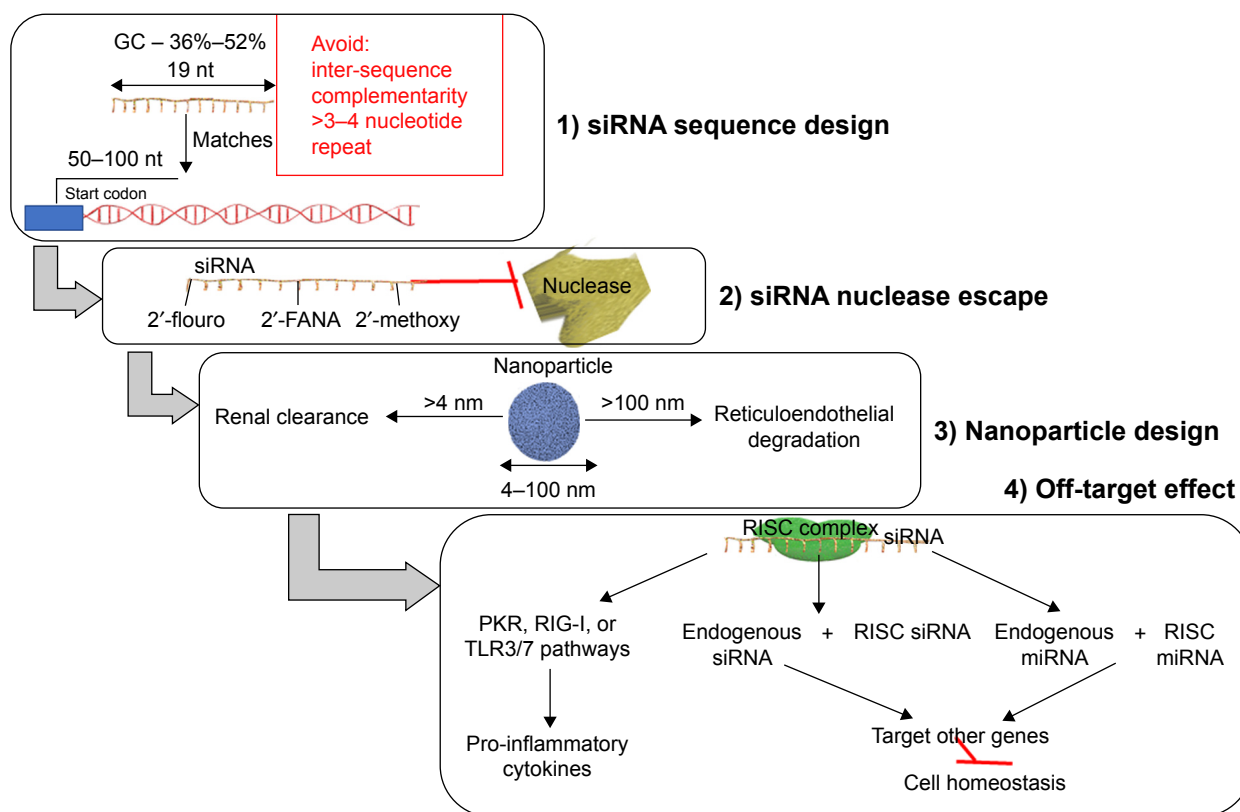 GC – 36%–52%
19 nt
Avoid:
inter-sequence
complementarity
>3–4 nucleotide
repeat
Matches
50–100 nt
Start codon
1) siRNA sequence design
siRNA
Nuclease
2′-flouro 2′-FANA 2′-methoxy
2) siRNA nuclease escape
Nanoparticle
Renal clearance
>4 nm
>100 nm
Reticuloendothelial
degradation
4–100 nm
3) Nanoparticle design
4) Off-target effect
RISC complex
siRNA
PKR, RIG-I, or
TLR3/7 pathways
Endogenous
siRNA
+ RISC siRNA
Endogenous
miRNA
+ RISC
miRNA
Pro-inflammatory
cytokines
Target other genes
Cell homeostasis